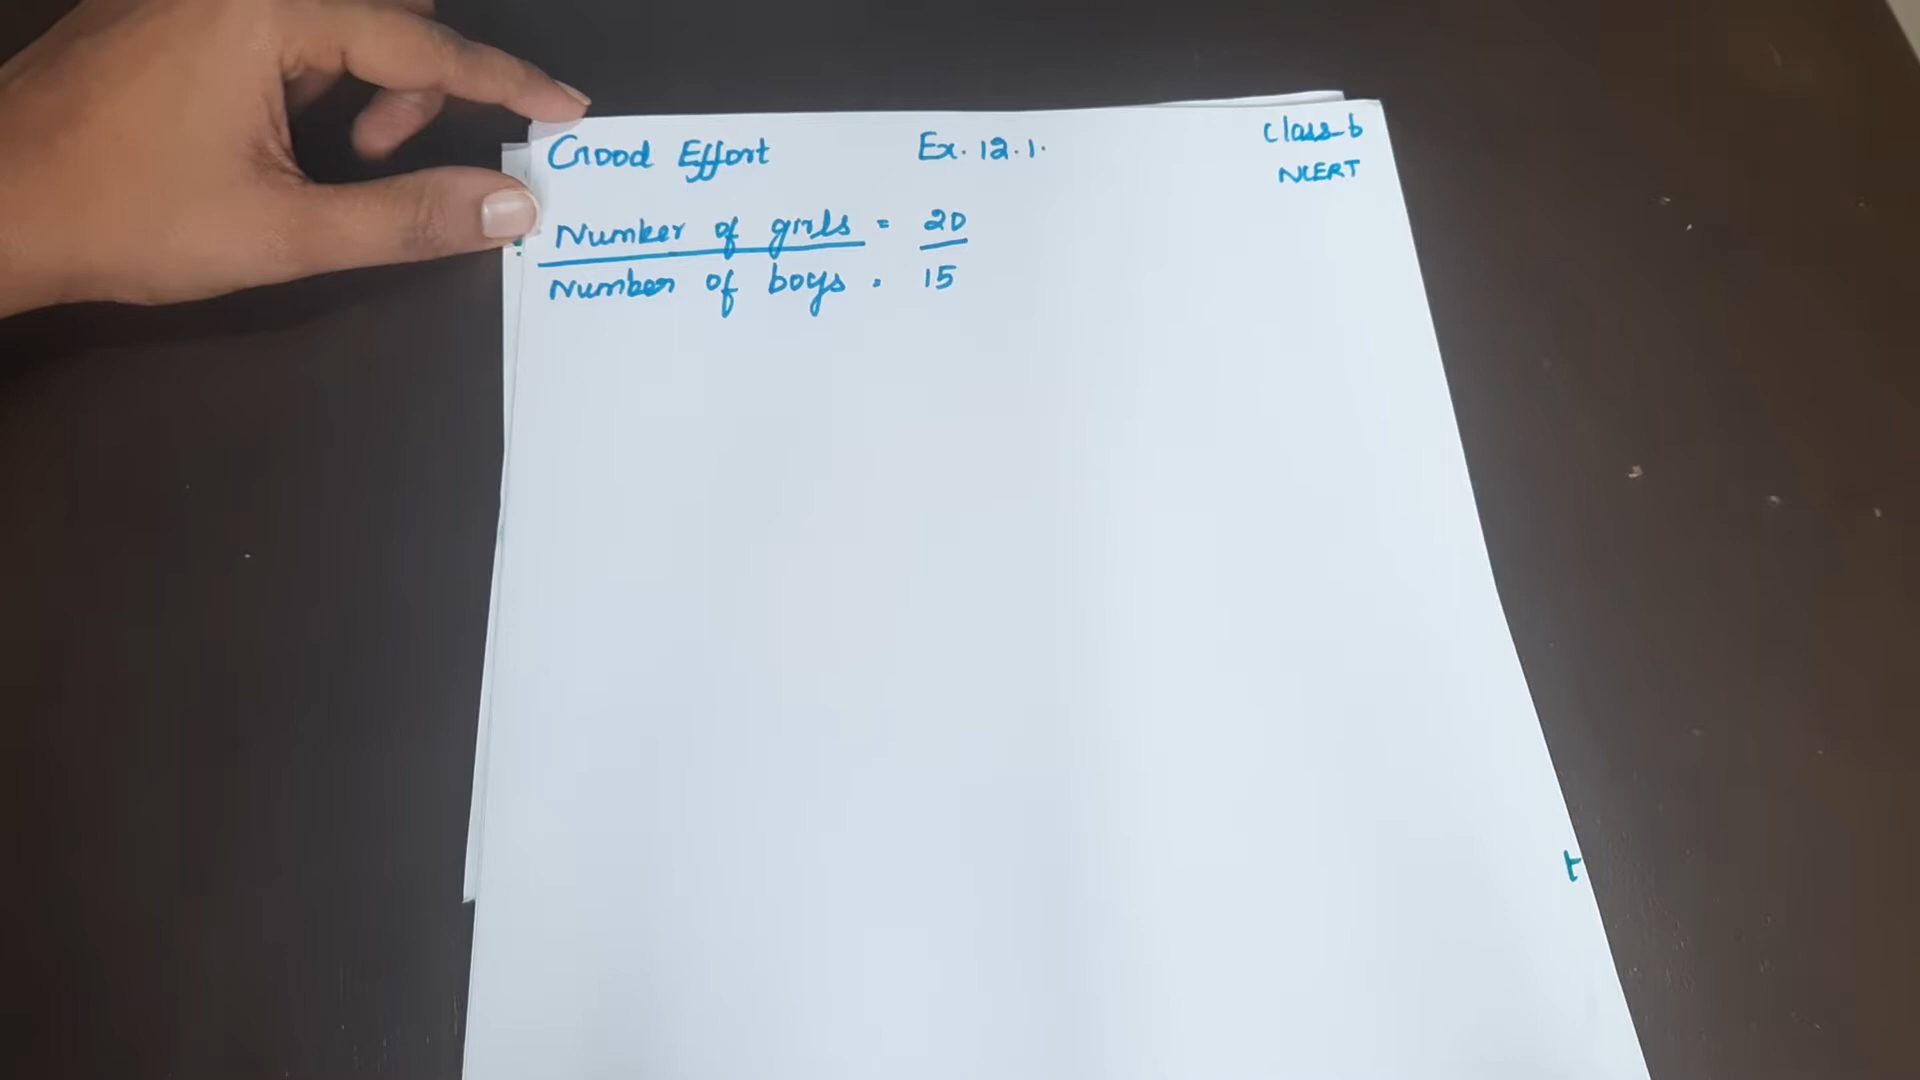 Good Effort Ex. 12.1. Class-6
NCERT
Number of girls = 20
Number of boys = 15
t